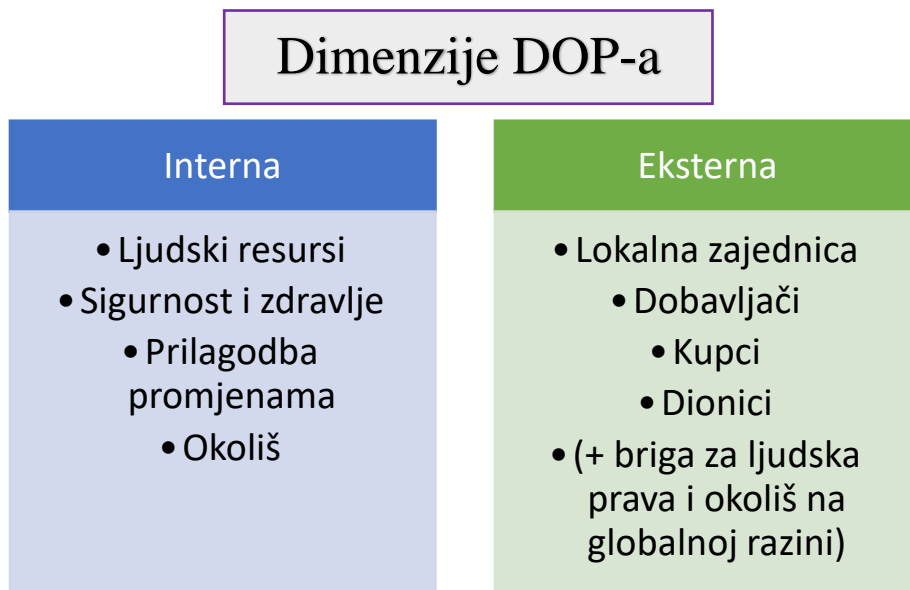 Dimenzije DOP-a
Interna
• Ljudski resursi
• Sigurnost i zdravlje
• Prilagodba
promjenama
• Okoliš
Eksterna
• Lokalna zajednica
• Dobavljači
• Kupci
• Dionici
• (+ briga za ljudska
prava i okoliš na
globalnoj razini)